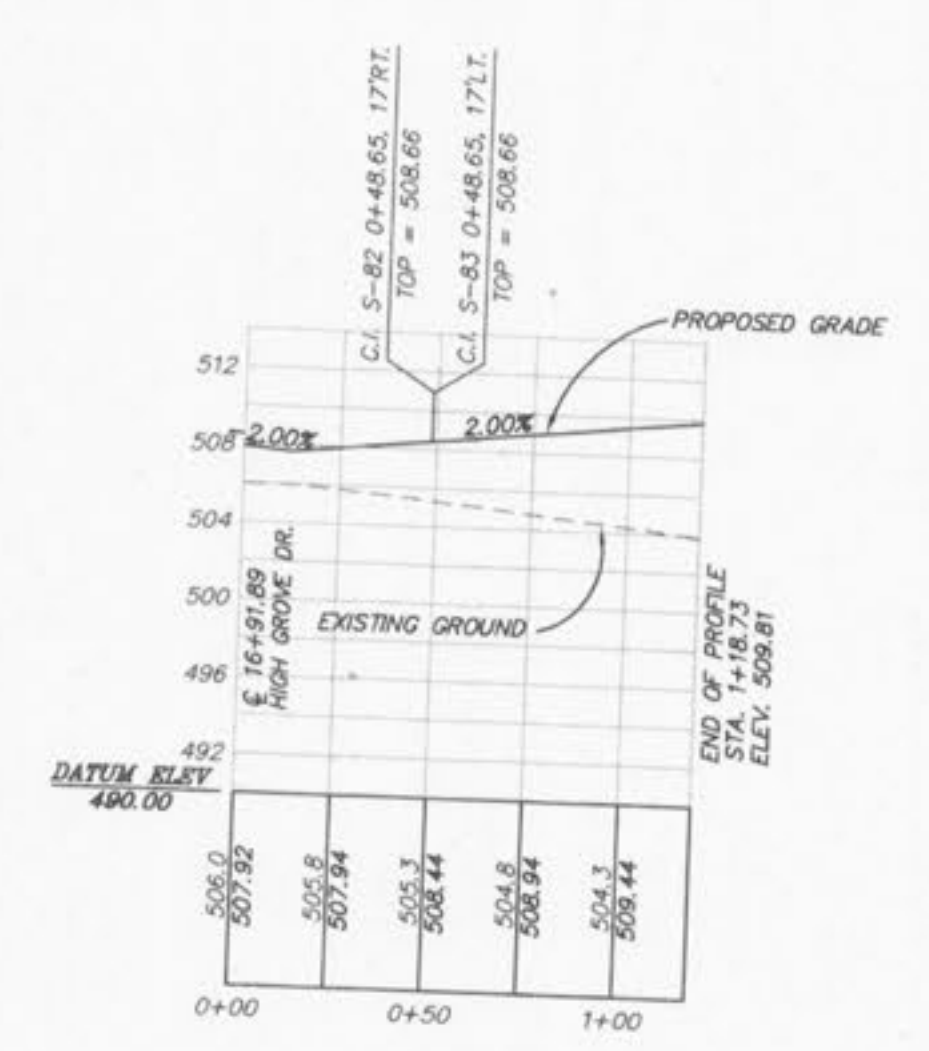 C.I. S-82 0+48.65, 17'RT.
TOP = 508.66
C.I. S-83 0+48.65, 17'LT.
TOP = 508.66
PROPOSED GRADE
512
508
504
500
496
492
-2.00%
2.00%
℄ 16+91.89
HIGH GROVE DR.
EXISTING GROUND
END OF PROFILE
STA. 1+18.73
ELEV. 509.81
DATUM ELEV
490.00
506.0
507.92
505.8
507.94
505.3
508.44
504.8
508.94
504.3
509.44
0+00
0+50
1+00